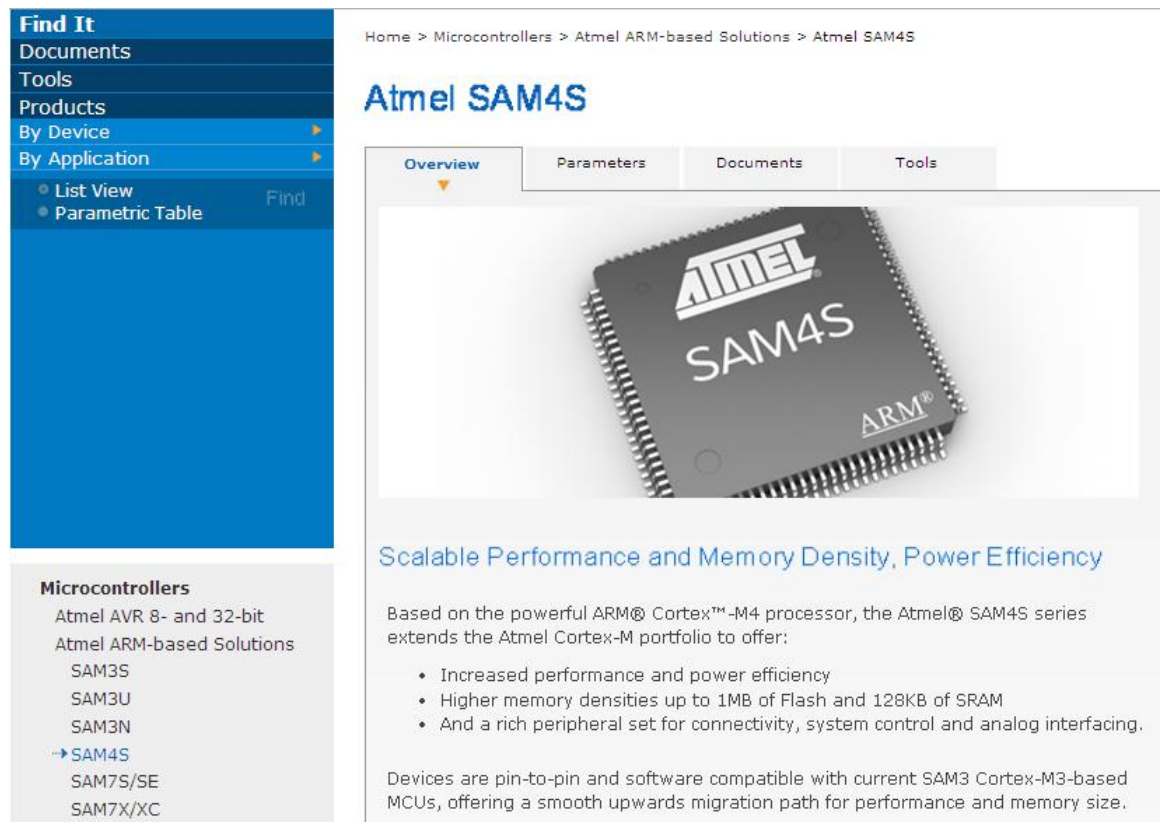 Find It
Documents
Tools
Products
By Device
By Application
List View
Parametric Table
Find
Microcontrollers
Atmel AVR 8- and 32-bit
Atmel ARM-based Solutions
SAM3S
SAM3U
SAM3N
SAM4S
SAM7S/SE
SAM7X/XC
Home > Microcontrollers > Atmel ARM-based Solutions > Atmel SAM4S
Atmel SAM4S
Overview
Parameters
Documents
Tools
ATMEL®
SAM4S
ARM®
Scalable Performance and Memory Density, Power Efficiency
Based on the powerful ARM® Cortex™-M4 processor, the Atmel® SAM4S series
extends the Atmel Cortex-M portfolio to offer:
• Increased performance and power efficiency
• Higher memory densities up to 1MB of Flash and 128KB of SRAM
• And a rich peripheral set for connectivity, system control and analog interfacing.
Devices are pin-to-pin and software compatible with current SAM3 Cortex-M3-based
MCUs, offering a smooth upwards migration path for performance and memory size.